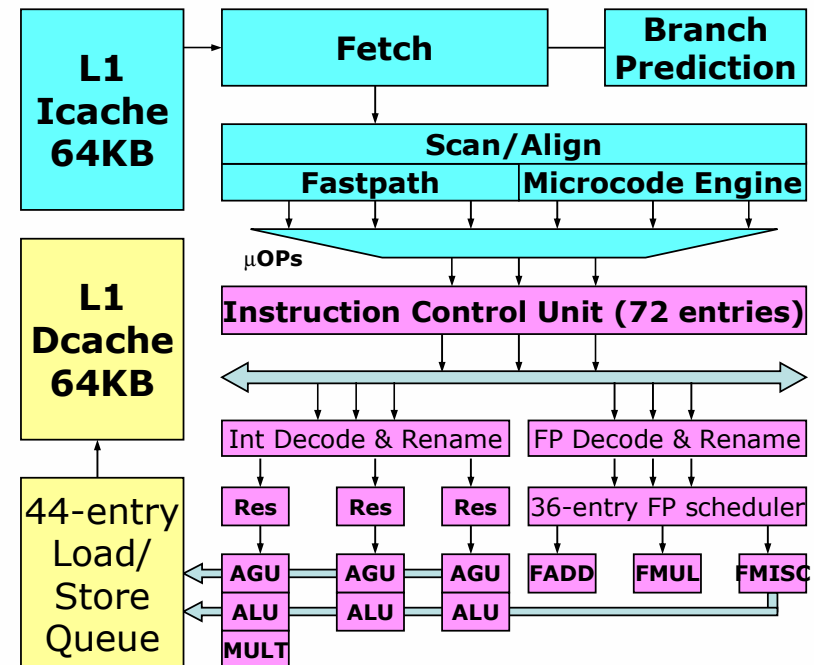 L1
Icache
64KB
Fetch
Branch
Prediction
Scan/Align
Fastpath
Microcode Engine
μOPs
L1
Dcache
64KB
Instruction Control Unit (72 entries)
Int Decode & Rename
FP Decode & Rename
44-entry
Load/
Store
Queue
Res
Res
Res
36-entry FP scheduler
AGU
AGU
AGU
FADD
FMUL
FMISC
ALU
ALU
ALU
MULT